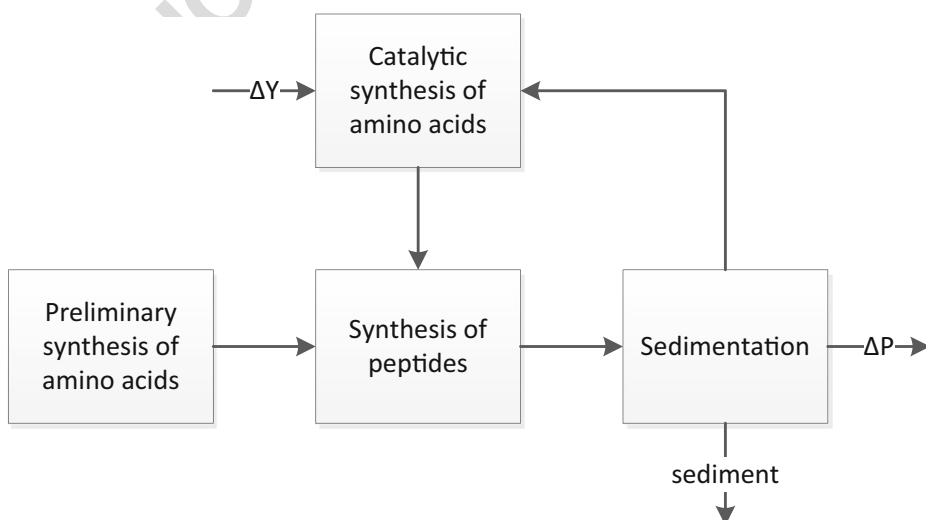 Catalytic
synthesis of
amino acids
ΔY
Preliminary
synthesis of
amino acids
Synthesis of
peptides
Sedimentation
ΔP
sediment